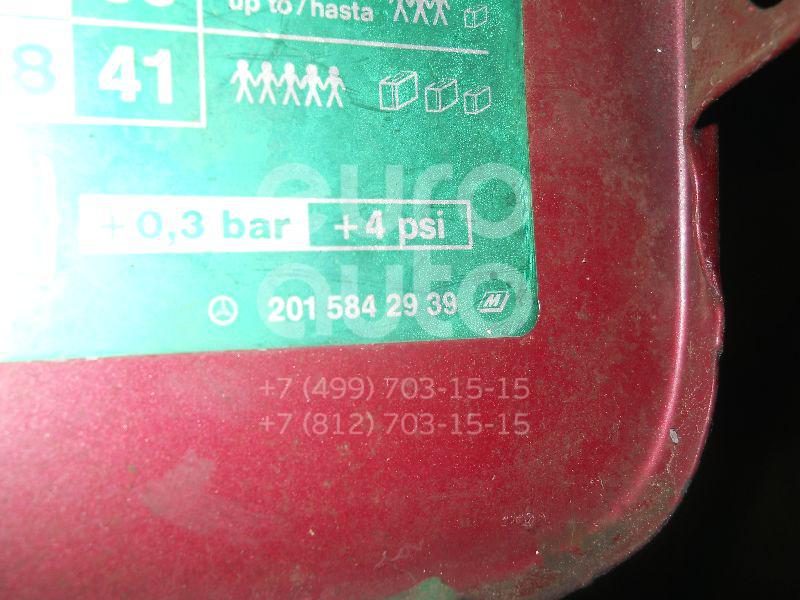 up to/hasta
8 41
+0,3 bar +4 psi
201 584 29 39 M
euro
auto
+7 (499) 703-15-15
+7 (812) 703-15-15